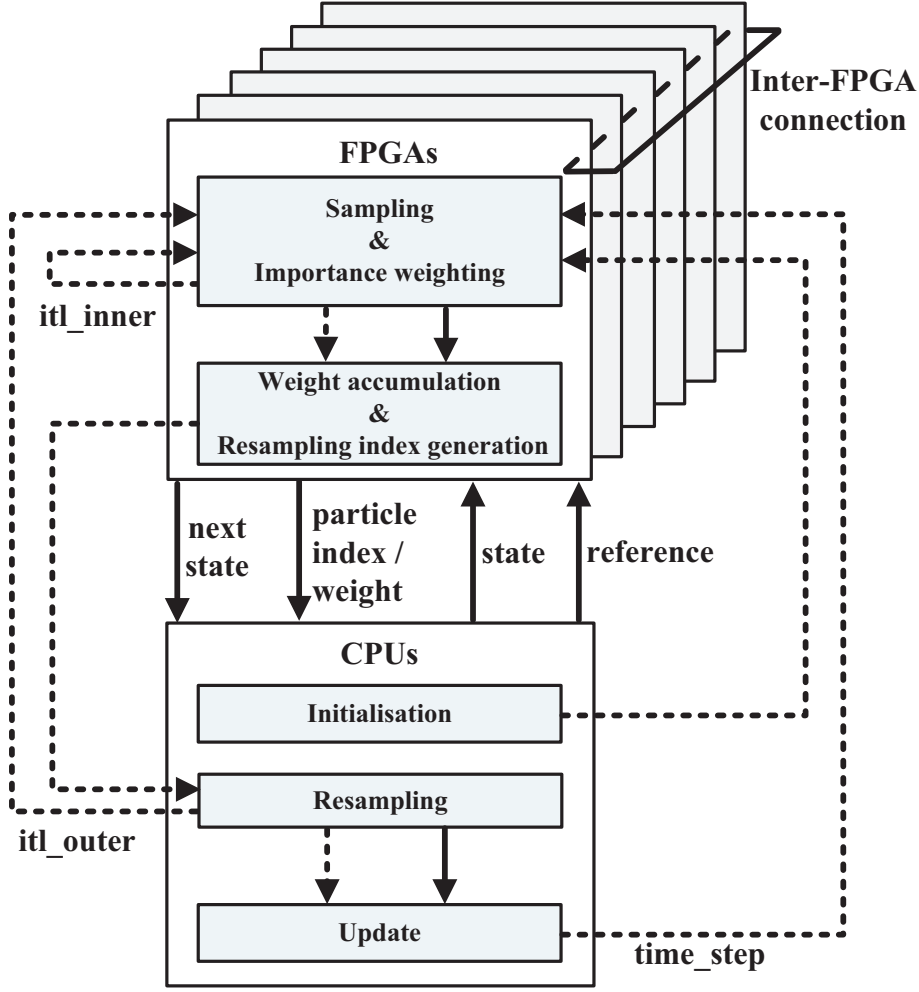 Inter-FPGA
connection
FPGAs
Sampling
&
Importance weighting
itl_inner
Weight accumulation
&
Resampling index generation
next
state
particle
index /
weight
state
reference
CPUs
Initialisation
Resampling
itl_outer
Update
time_step